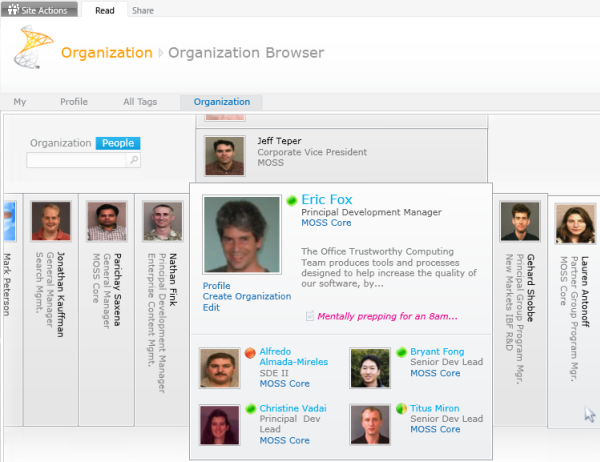 Site Actions
Read
Share
Organization
Organization Browser
My
Profile
All Tags
Organization
Organization
People
Jeff Teper
Corporate Vice President
MOSS
Mark Peterson
Jonathan Kauffman
General Manager
Search Mgmt.
Parichay Saxena
General Manager
MOSS Core
Nathan Fink
Principal Development Manager
Enterprise Content Mgmt.
Eric Fox
Principal Development Manager
MOSS Core
The Office Trustworthy Computing
Team produces tools and processes
designed to help increase the quality of
our software, by...
Profile
Create Organization
Edit
Mentally prepping for an 8am...
Alfredo
Almada-Mireles
SDE II
MOSS Core
Bryant Fong
Senior Dev Lead
MOSS Core
Christine Vadai
Principal Dev
Lead
MOSS Core
Titus Miron
Senior Dev Lead
MOSS Core
Gehard Shobbe
Principal Group Program Mgr.
New Markets IBF R&D
Lauren Antonoff
Partner Group Program Mgr.
MOSS Core